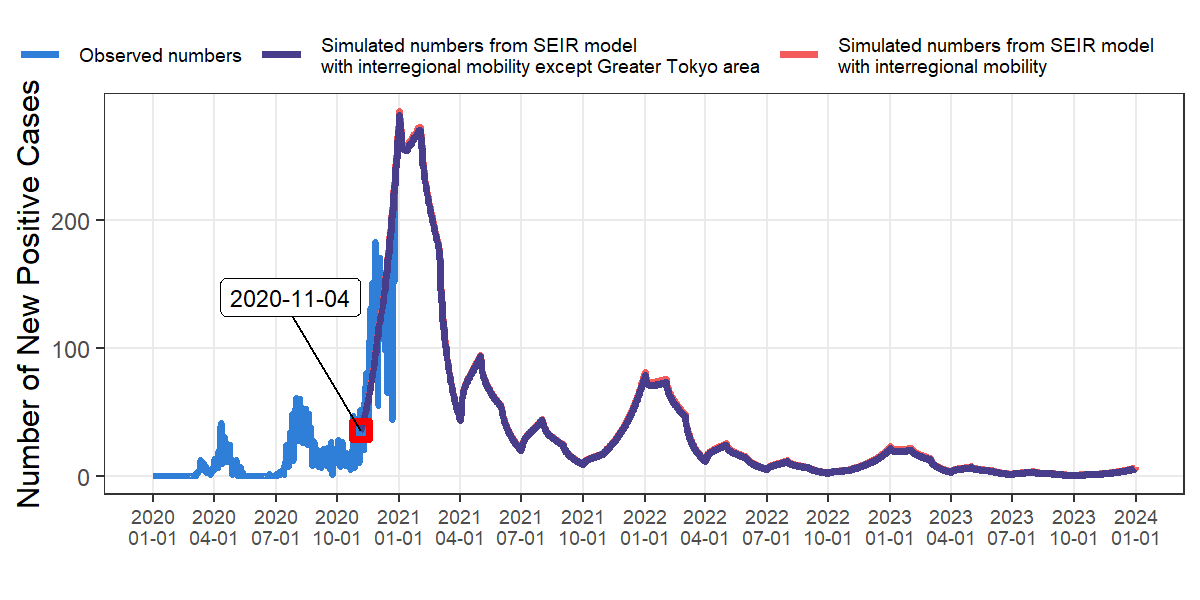 Observed numbers
Simulated numbers from SEIR model
with interregional mobility except Greater Tokyo area
Simulated numbers from SEIR model
with interregional mobility
Number of New Positive Cases
200
100
0
2020-11-04
2020 2020 2020 2020 2021 2021 2021 2021 2022 2022 2022 2022 2023 2023 2023 2023 2024
01-01 04-01 07-01 10-01 01-01 04-01 07-01 10-01 01-01 04-01 07-01 10-01 01-01 04-01 07-01 10-01 01-01